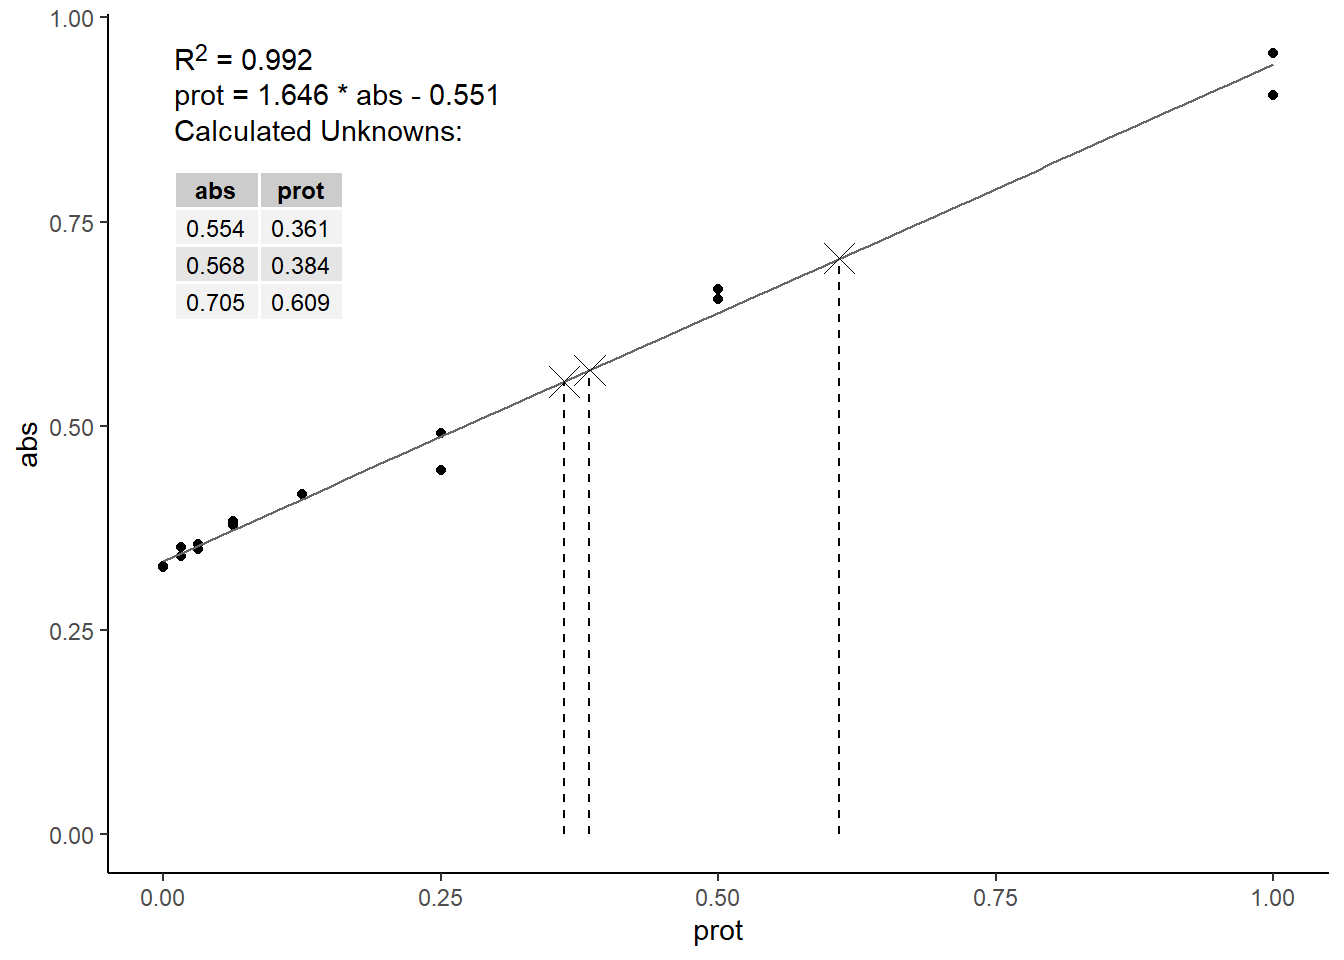 1.00
R2 = 0.992
prot = 1.646 * abs - 0.551
Calculated Unknowns:
abs prot
0.554 0.361
0.568 0.384
0.705 0.609
0.75
0.50
abs
0.25
0.00
0.00 0.25 0.50 0.75 1.00
prot